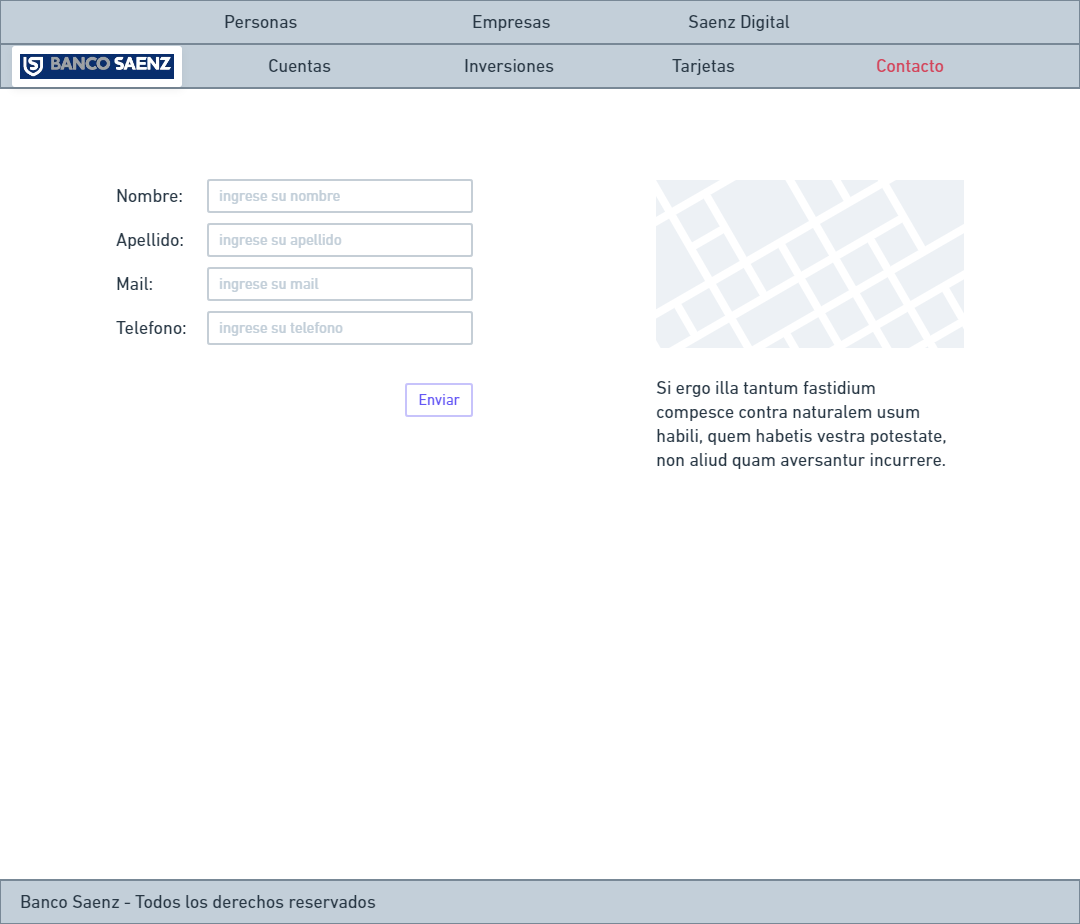 Personas Empresas Saenz Digital
BANCO SAENZ Cuentas Inversiones Tarjetas Contacto
Nombre: ingrese su nombre
Apellido: ingrese su apellido
Mail: ingrese su mail
Telefono: ingrese su telefono
Enviar
Si ergo illa tantum fastidium
compesce contra naturalem usum
habili, quem habetis vestra potestate,
non aliud quam aversantur incurrere.
Banco Saenz - Todos los derechos reservados